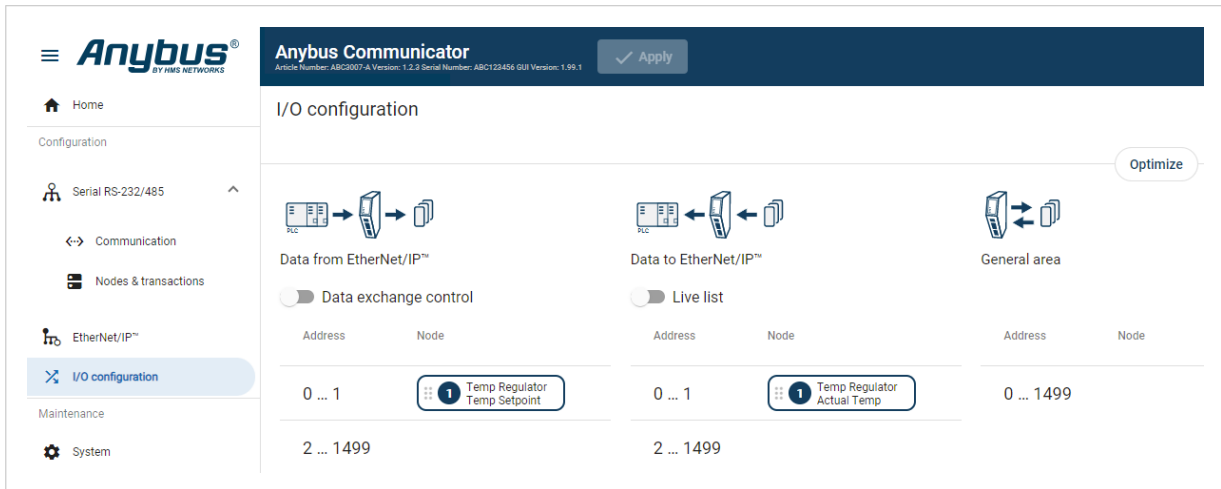 Anybus®
BY HMS NETWORKS
Anybus Communicator
Article Number: ABC3007-A Version: 1.2.3 Serial Number: ABC123456 GUI Version: 1.99.1
Apply
Home
Configuration
Serial RS-232/485
Communication
Nodes & transactions
EtherNet/IP™
I/O configuration
Maintenance
System
I/O configuration
Optimize
PLC
Data from EtherNet/IP™
Data exchange control
Address Node
0 ... 1
1
Temp Regulator
Temp Setpoint
2 ... 1499
PLC
Data to EtherNet/IP™
Live list
Address Node
0 ... 1
1
Temp Regulator
Actual Temp
2 ... 1499
General area
Address Node
0 ... 1499